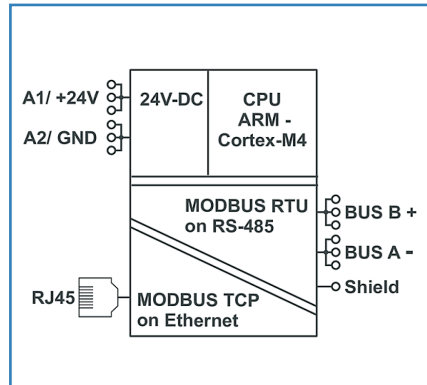 A1/ +24V
24V-DC
CPU
ARM -
Cortex-M4
A2/ GND
MODBUS RTU
on RS-485
BUS B +
BUS A -
Shield
RJ45
MODBUS TCP
on Ethernet